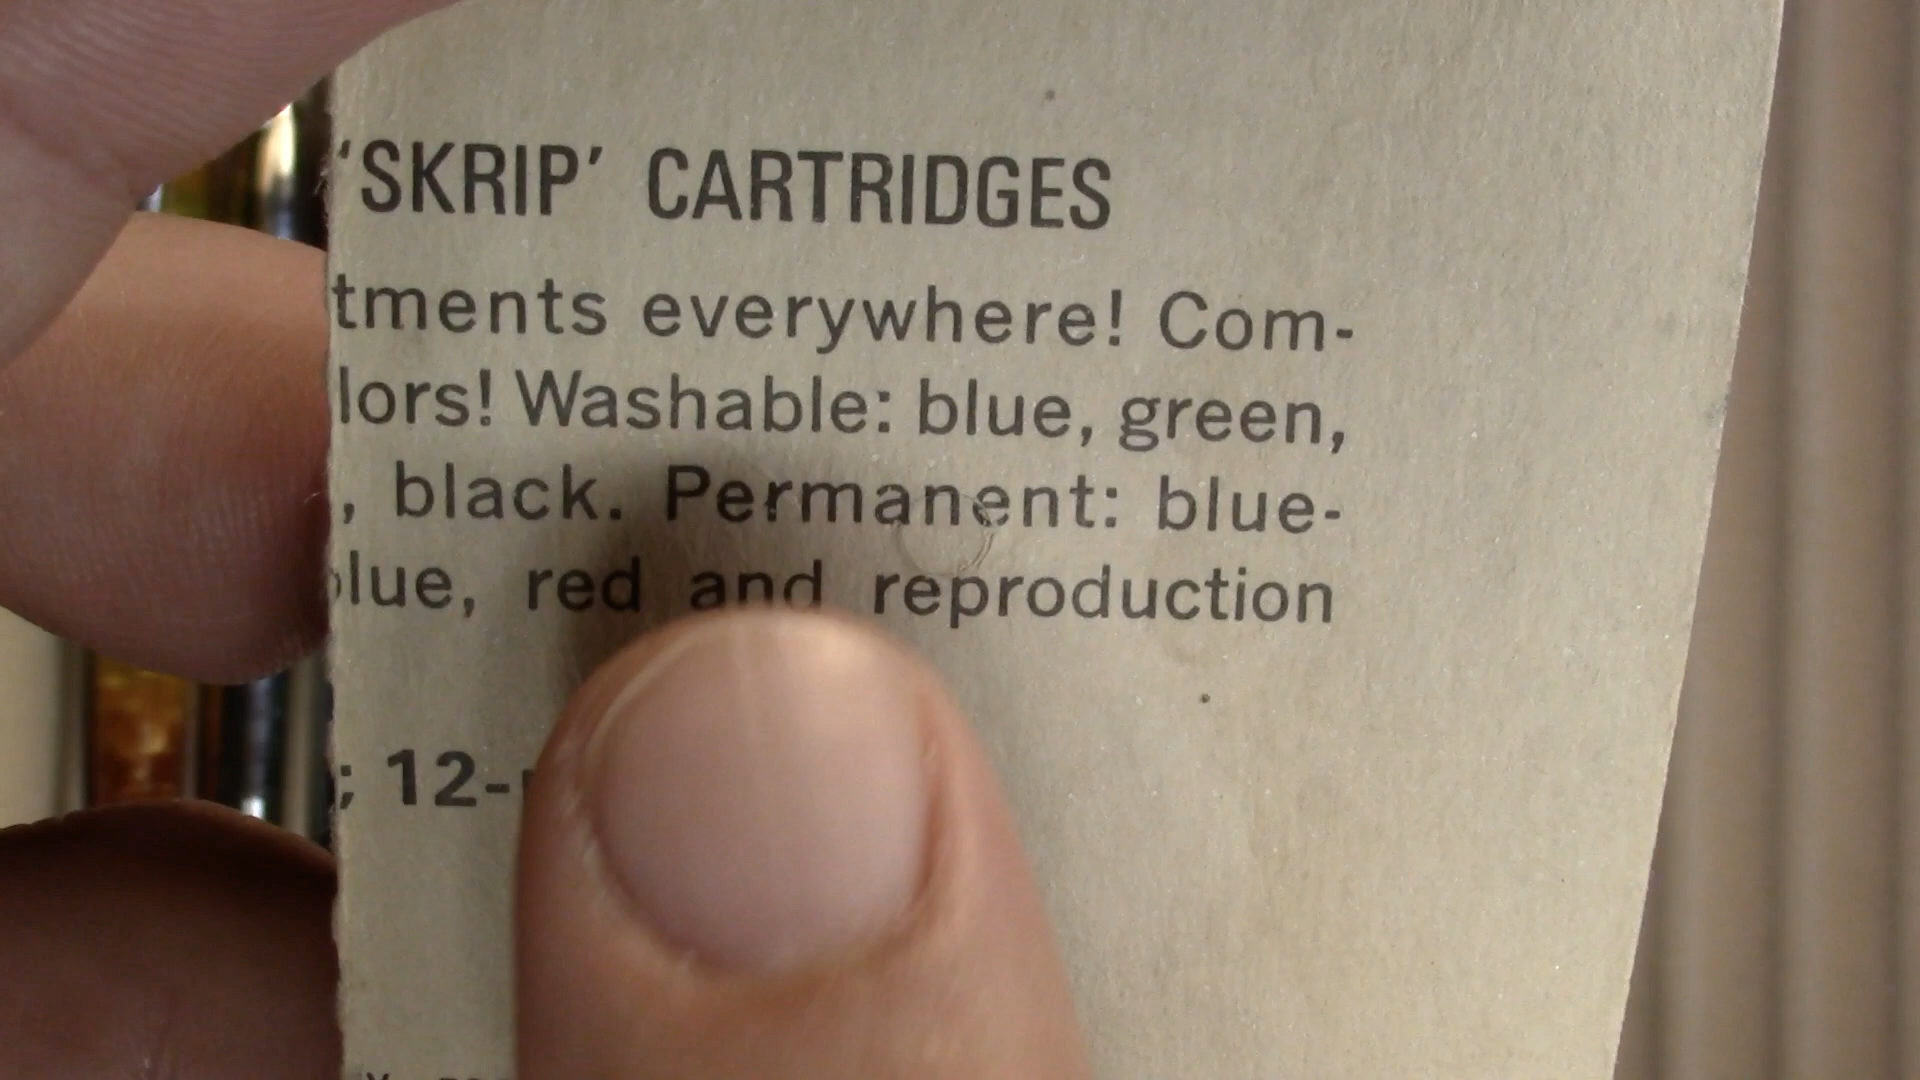 'SKRIP' CARTRIDGES
tments everywhere! Com-
lors! Washable: blue, green,
, black. Permanent: blue-
lue, red and reproduction
; 12-